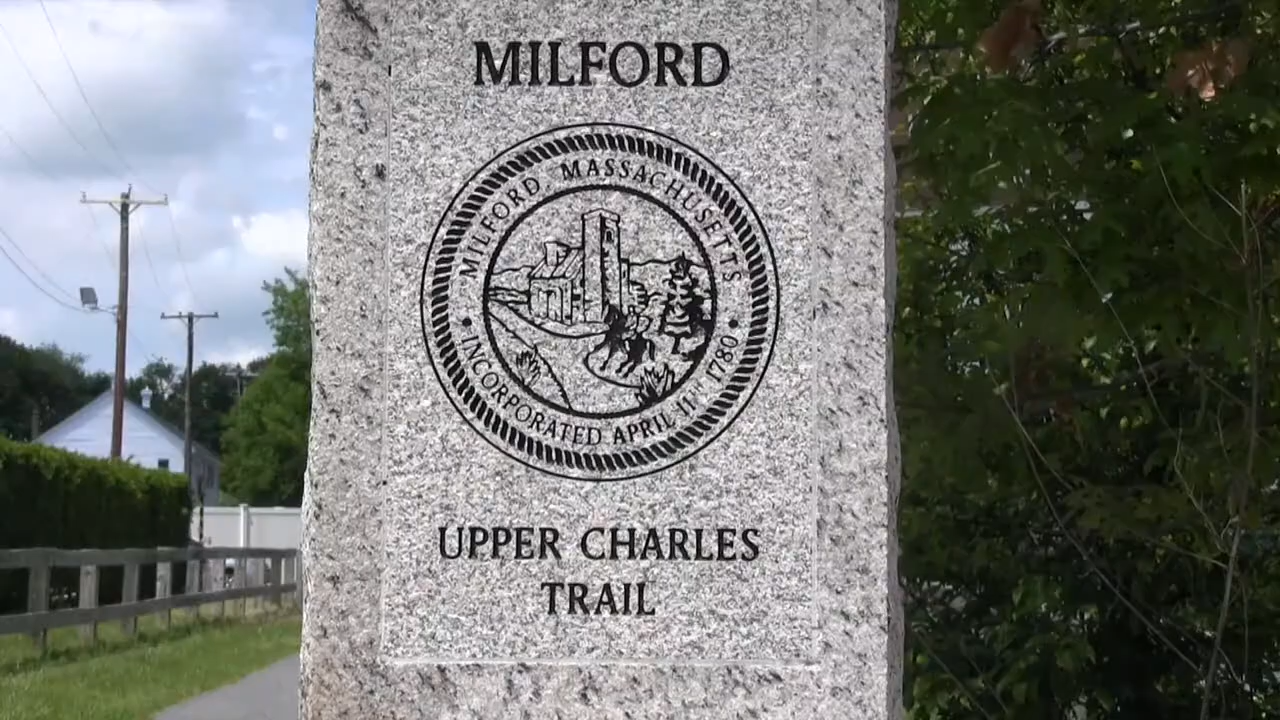 MILFORD
MILFORD MASSACHUSETTS
• INCORPORATED APRIL 11 1780 •
UPPER CHARLES
TRAIL